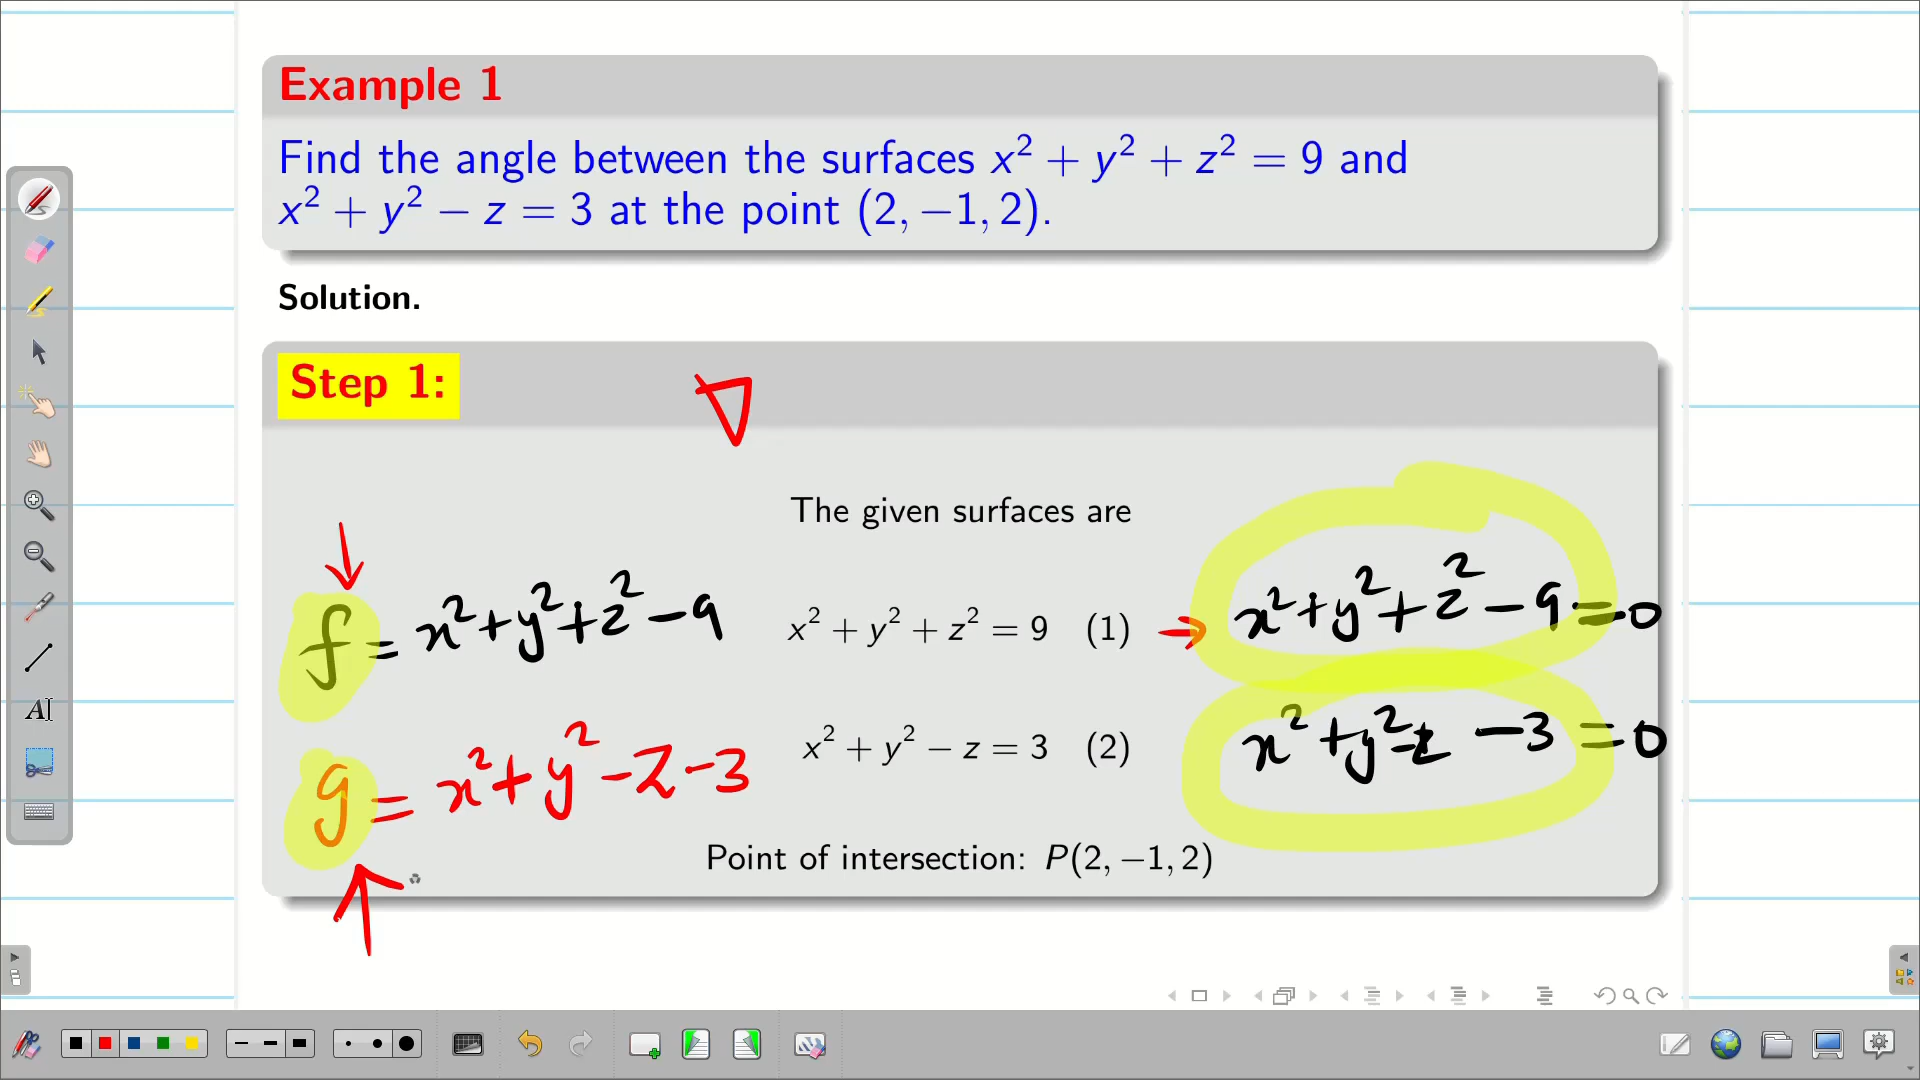 Example 1
Find the angle between the surfaces x² + y² + z² = 9 and
x² + y² − z = 3 at the point (2, −1, 2).
Solution.
Step 1:
∇
The given surfaces are
f = x² + y² + z² − 9
x² + y² + z² = 9 (1)
→ x² + y² + z² − 9 = 0
g = x² + y² − z − 3
x² + y² − z = 3 (2)
x² + y² − z − 3 = 0
Point of intersection: P(2, −1, 2)